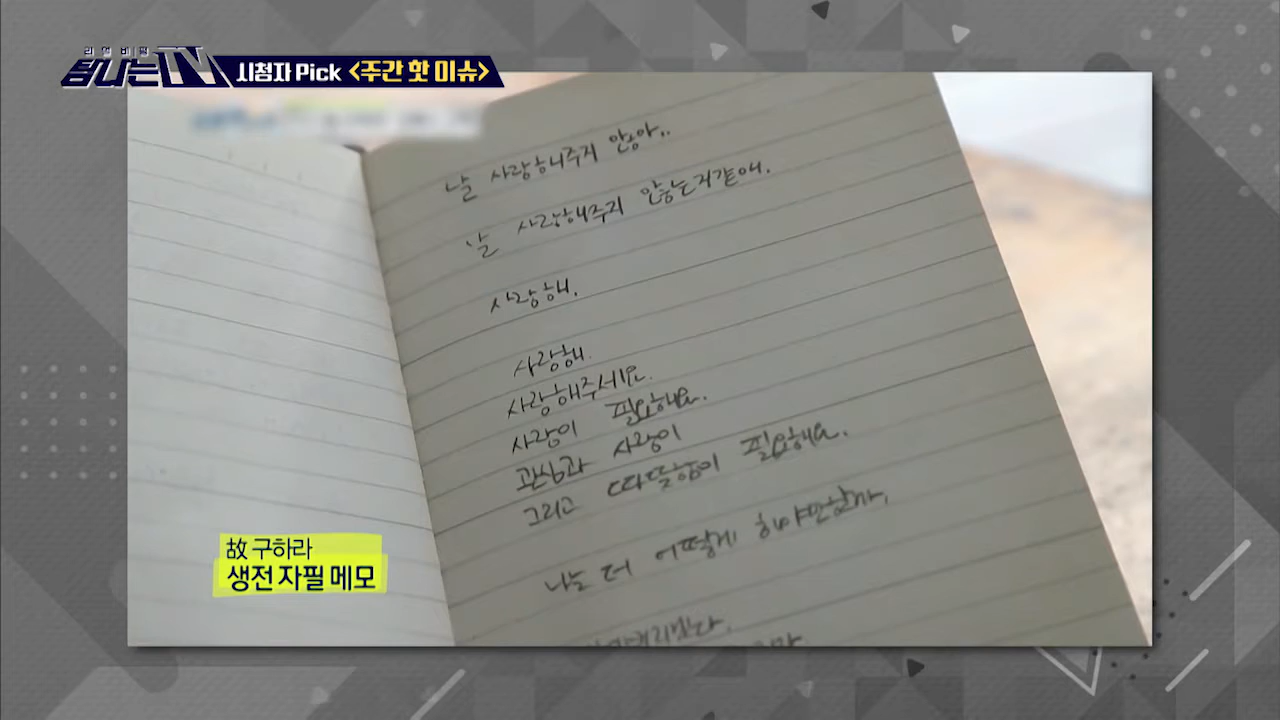 리얼비평
탐나는TV
시청자 Pick <주간 핫 이슈>
날 사랑해주지 않아..
날 사랑해주지 않는거같애.
사랑해.
사랑해.
사랑해주세요.
사랑이 필요해요.
관심과 사랑이
그리고 따뜻함이 필요해요.
나는 더 어떻게 해야만할까,
故 구하라
생전 자필 메모